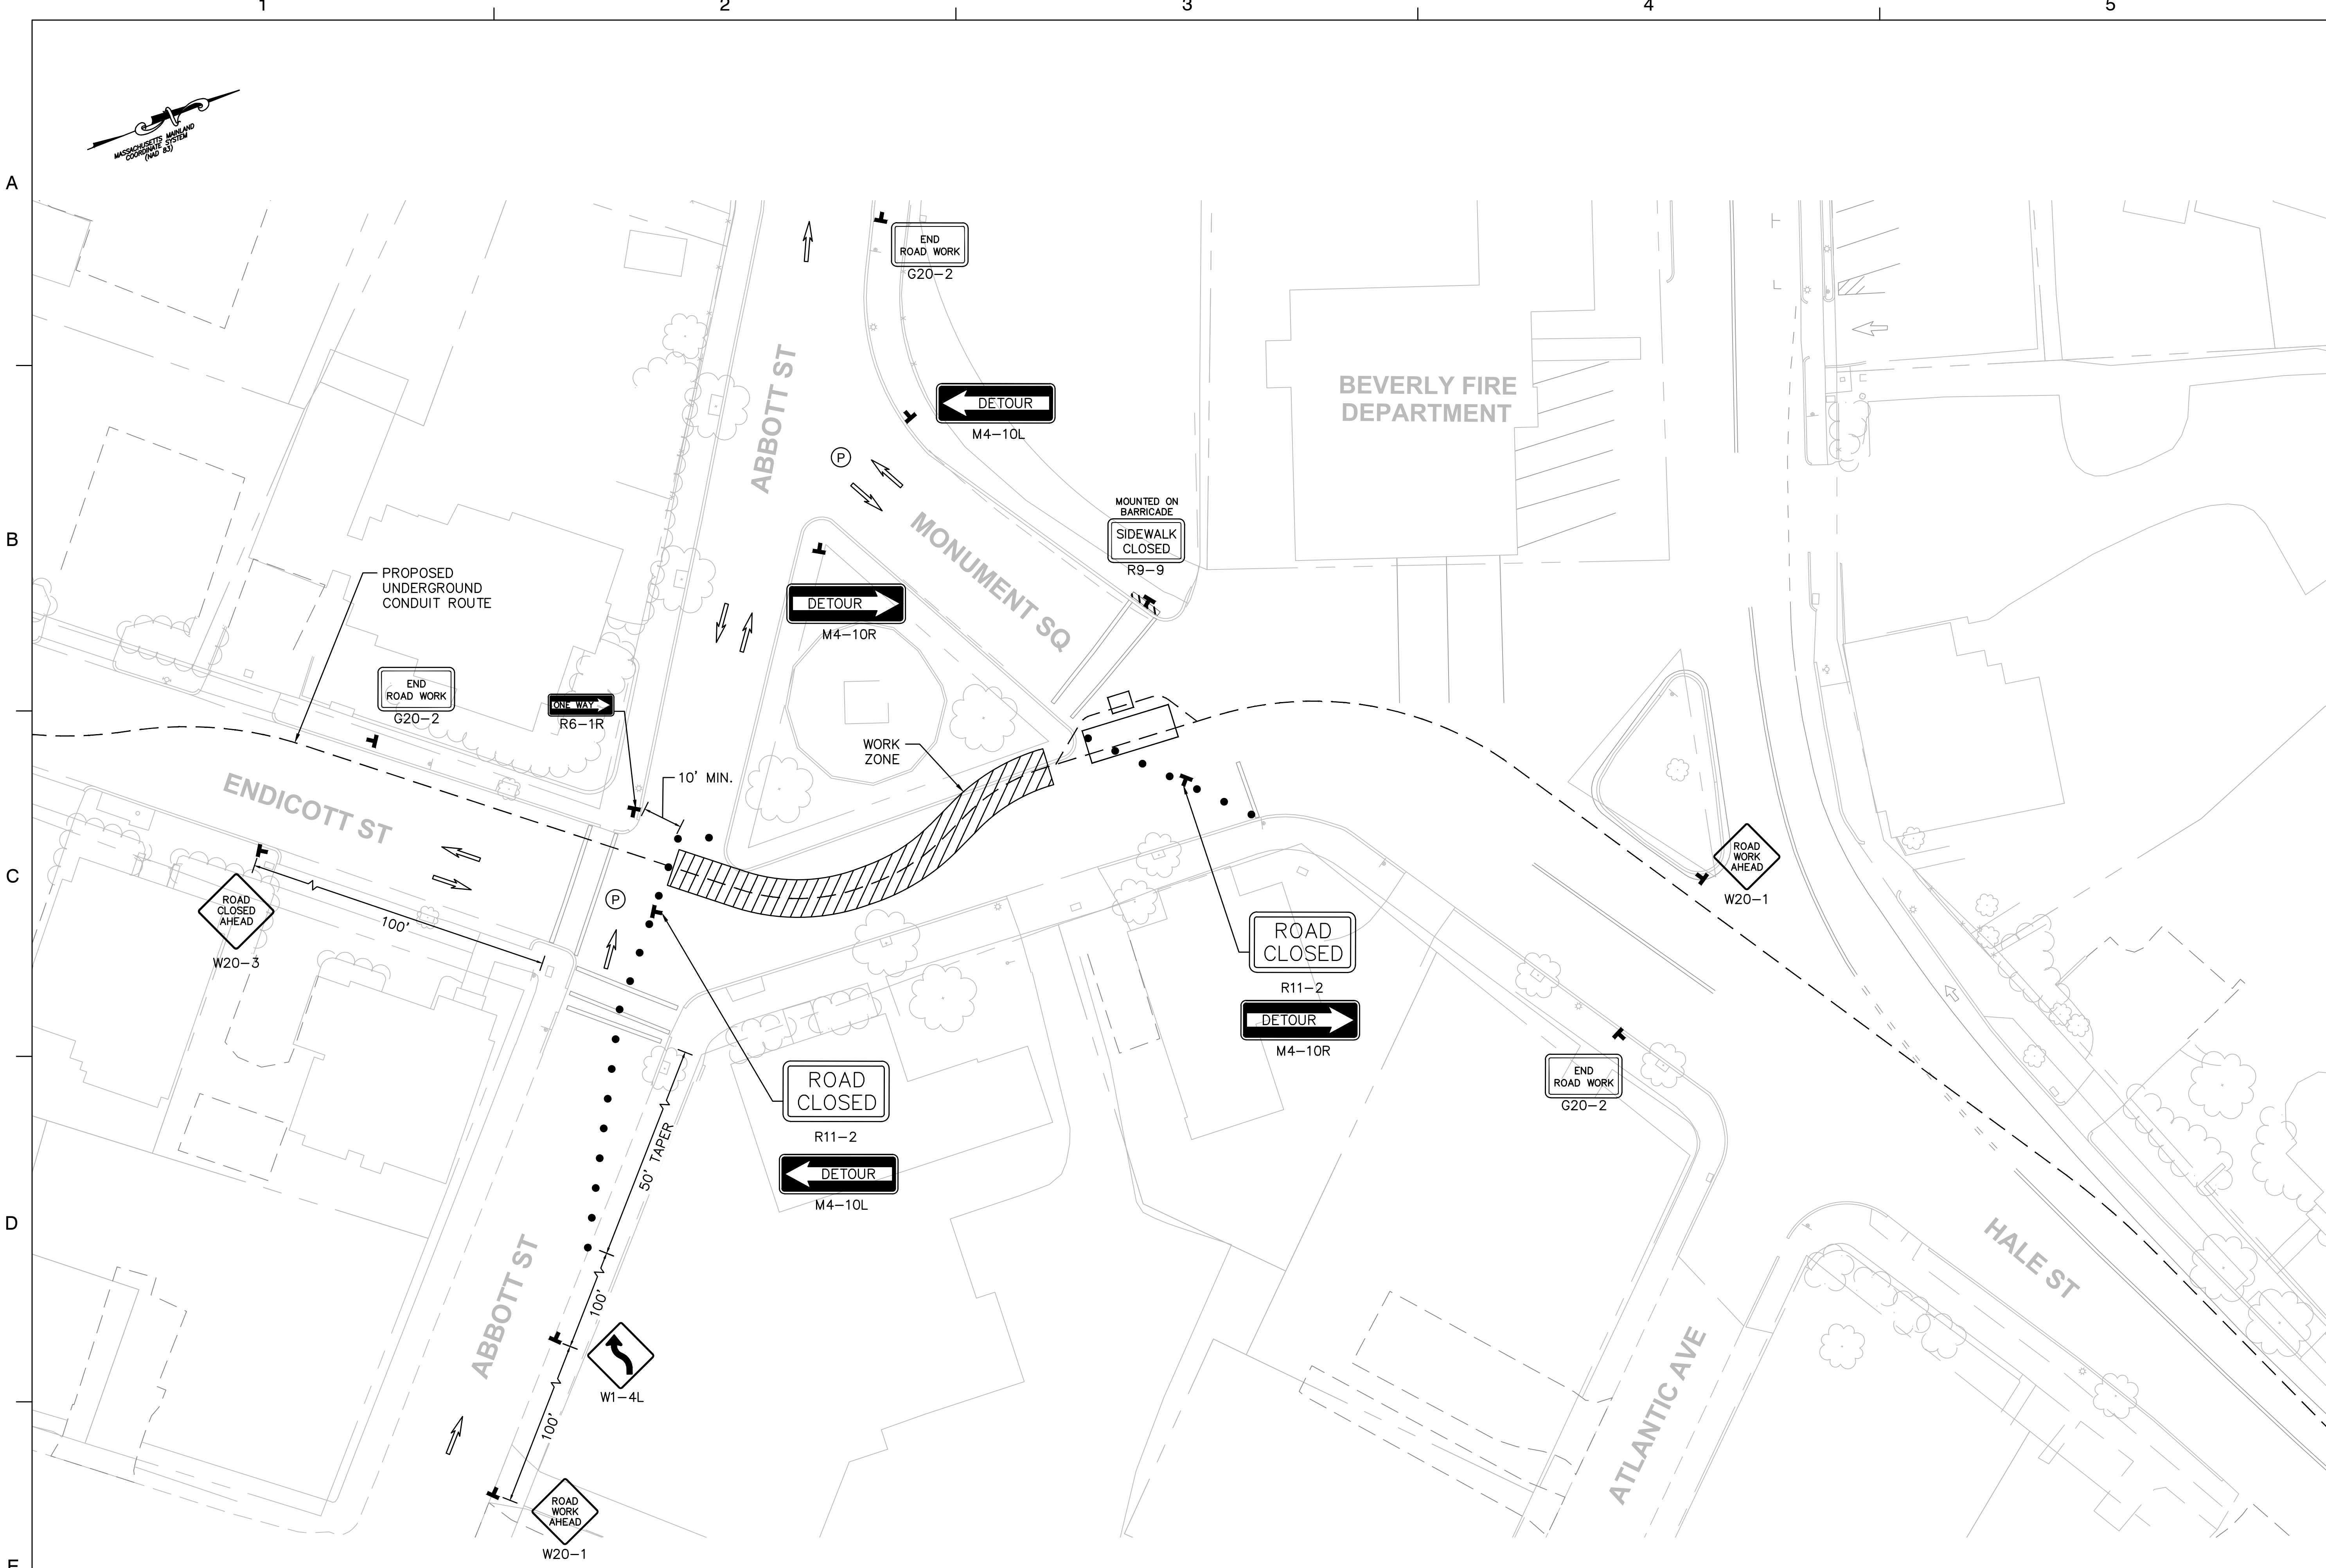 1
2
3
4
5
A
MASSACHUSETTS MAINLAND
COORDINATE SYSTEM
(NAD 83)
END
ROAD WORK
G20-2
ABBOTT ST
DETOUR
M4-10L
P
BEVERLY FIRE
DEPARTMENT
B
MONUMENT SQ
MOUNTED ON
BARRICADE
SIDEWALK
CLOSED
R9-9
PROPOSED
UNDERGROUND
CONDUIT ROUTE
DETOUR
M4-10R
END
ROAD WORK
G20-2
ONE WAY
R6-1R
WORK
ZONE
10' MIN.
ENDICOTT ST
C
ROAD
CLOSED
AHEAD
W20-3
100'
P
ROAD
WORK
AHEAD
W20-1
ROAD
CLOSED
R11-2
DETOUR
M4-10R
END
ROAD WORK
G20-2
ROAD
CLOSED
R11-2
DETOUR
M4-10L
50' TAPER
D
ABBOTT ST
100'
HALE ST
W1-4L
100'
ATLANTIC AVE
ROAD
WORK
AHEAD
W20-1